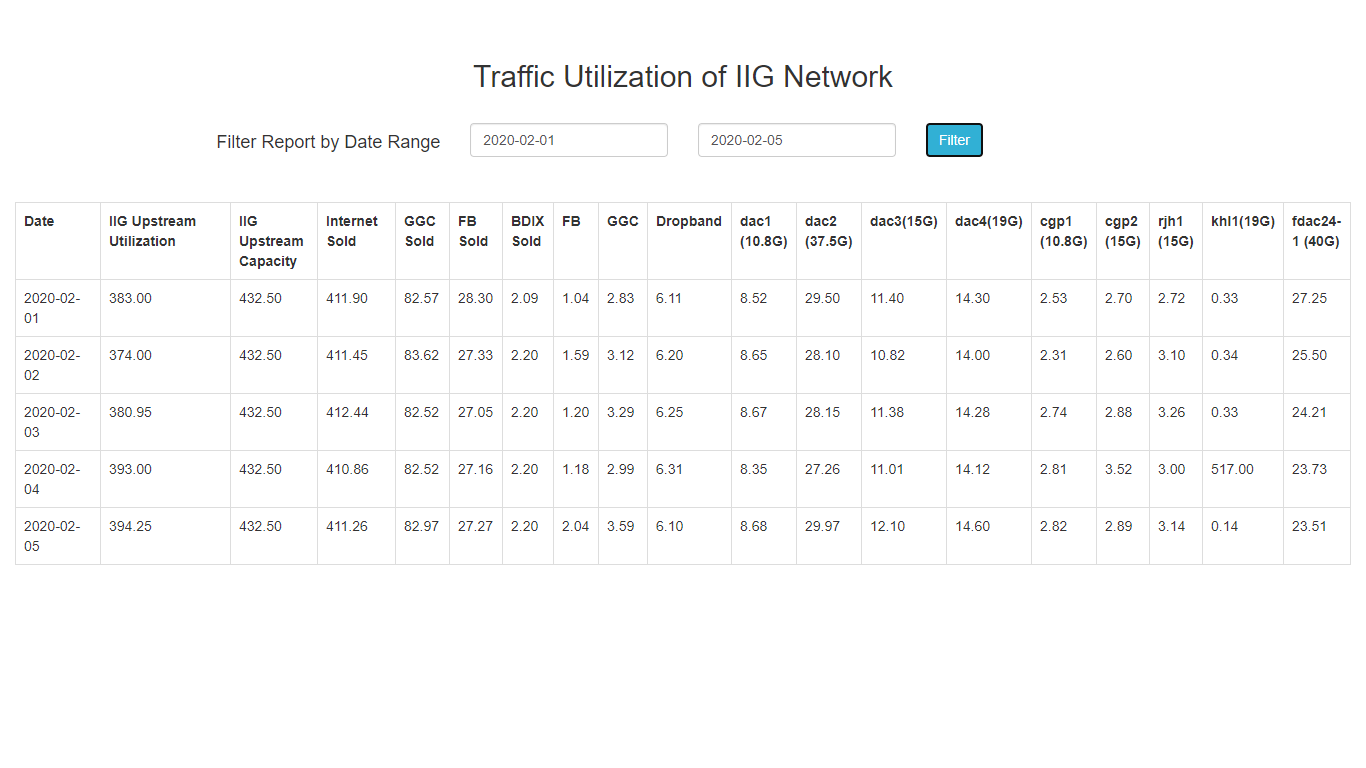 Traffic Utilization of IIG Network
Filter Report by Date Range 2020-02-01 2020-02-05 Filter
Date IIG Upstream IIG Internet GGC FB BDIX FB GGC Dropband dac1 dac2 dac3(15G) dac4(19G) cgp1 cgp2 rjh1 khl1(19G) fdac24-
Utilization Upstream Sold Sold Sold Sold (10.8G) (37.5G) (10.8G) (15G) (15G) 1 (40G)
Capacity
2020-02- 383.00 432.50 411.90 82.57 28.30 2.09 1.04 2.83 6.11 8.52 29.50 11.40 14.30 2.53 2.70 2.72 0.33 27.25
01
2020-02- 374.00 432.50 411.45 83.62 27.33 2.20 1.59 3.12 6.20 8.65 28.10 10.82 14.00 2.31 2.60 3.10 0.34 25.50
02
2020-02- 380.95 432.50 412.44 82.52 27.05 2.20 1.20 3.29 6.25 8.67 28.15 11.38 14.28 2.74 2.88 3.26 0.33 24.21
03
2020-02- 393.00 432.50 410.86 82.52 27.16 2.20 1.18 2.99 6.31 8.35 27.26 11.01 14.12 2.81 3.52 3.00 517.00 23.73
04
2020-02- 394.25 432.50 411.26 82.97 27.27 2.20 2.04 3.59 6.10 8.68 29.97 12.10 14.60 2.82 2.89 3.14 0.14 23.51
05